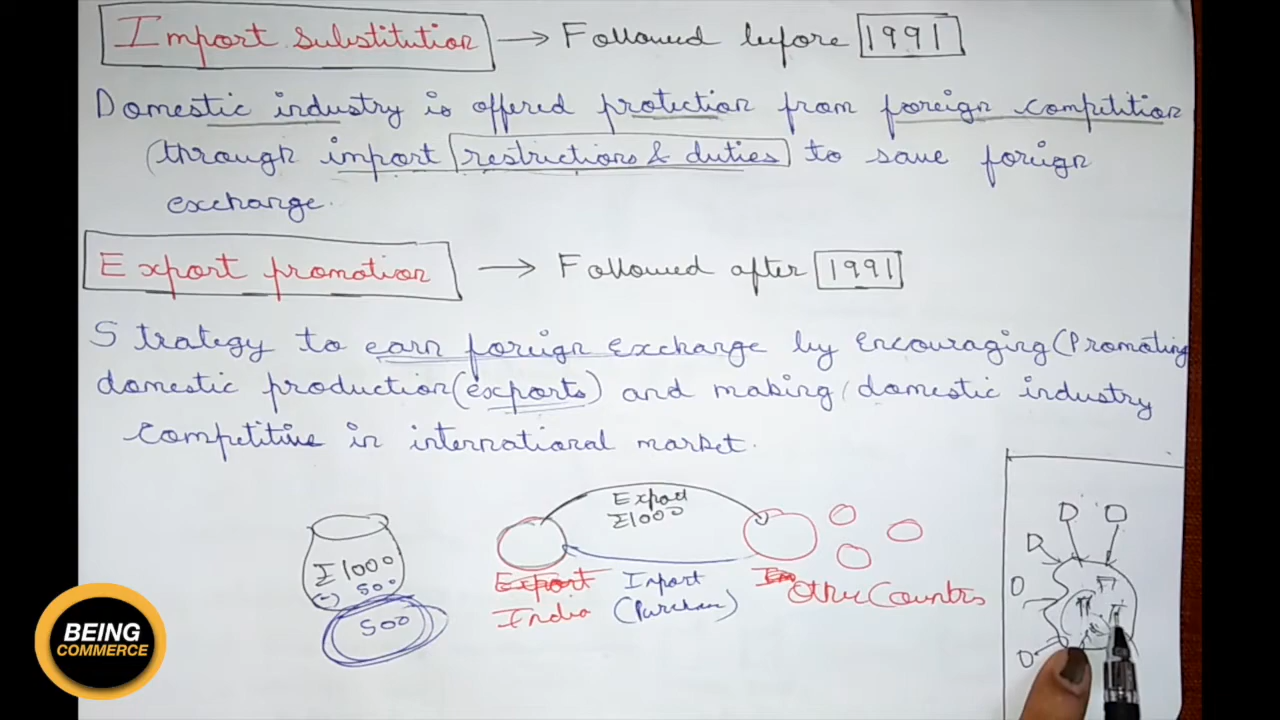 Import Substitution → Followed before 1991
Domestic industry is offered protection from foreign competition
(through import restrictions & duties) to save foreign
exchange.
Export promotion → Followed after 1991
Strategy to earn foreign exchange by Encouraging (Promoting
domestic production (exports) and making domestic industry
Competitive in international market.
Export
₹1000
₹1000
500
500
Export Import
India (Purchase) Other Countris
BEING
COMMERCE